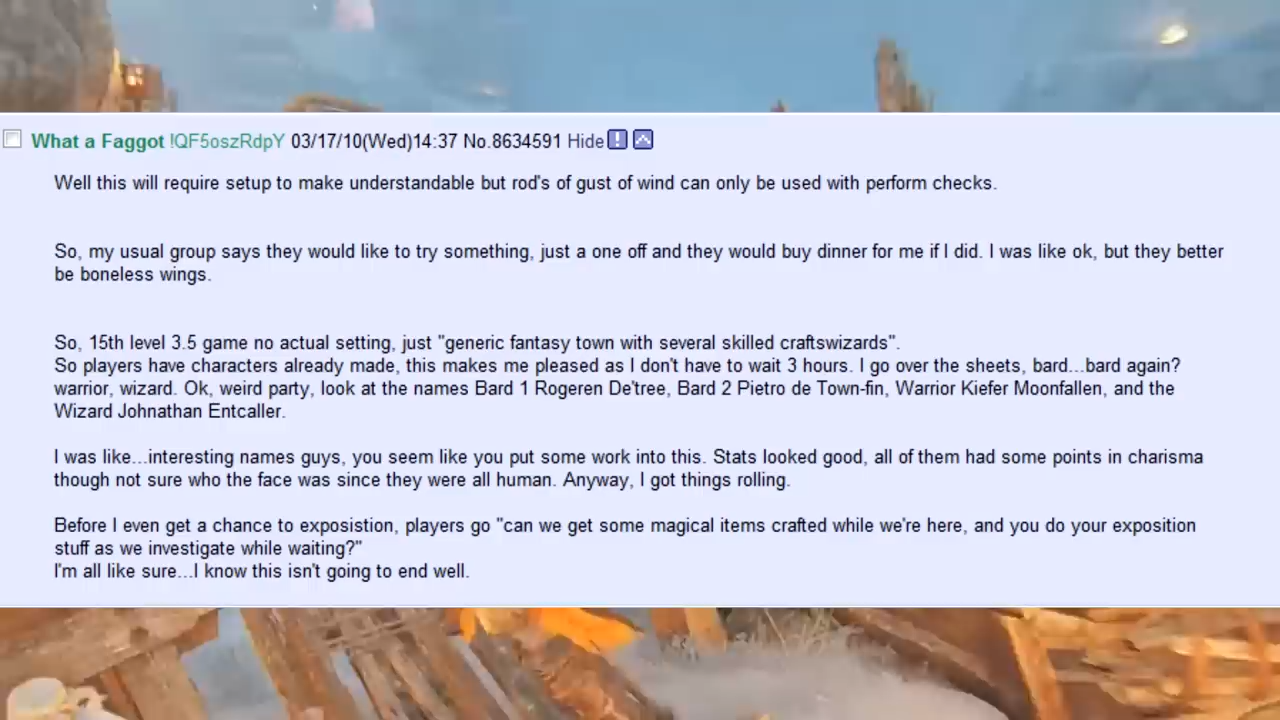 What a Faggot !QF5oszRdpY 03/17/10(Wed)14:37 No.8634591 Hide
Well this will require setup to make understandable but rod's of gust of wind can only be used with perform checks.
So, my usual group says they would like to try something, just a one off and they would buy dinner for me if I did. I was like ok, but they better
be boneless wings.
So, 15th level 3.5 game no actual setting, just "generic fantasy town with several skilled craftswizards".
So players have characters already made, this makes me pleased as I don't have to wait 3 hours. I go over the sheets, bard...bard again?
warrior, wizard. Ok, weird party, look at the names Bard 1 Rogeren De'tree, Bard 2 Pietro de Town-fin, Warrior Kiefer Moonfallen, and the
Wizard Johnathan Entcaller.
I was like...interesting names guys, you seem like you put some work into this. Stats looked good, all of them had some points in charisma
though not sure who the face was since they were all human. Anyway, I got things rolling.
Before I even get a chance to exposistion, players go "can we get some magical items crafted while we're here, and you do your exposition
stuff as we investigate while waiting?"
I'm all like sure...I know this isn't going to end well.